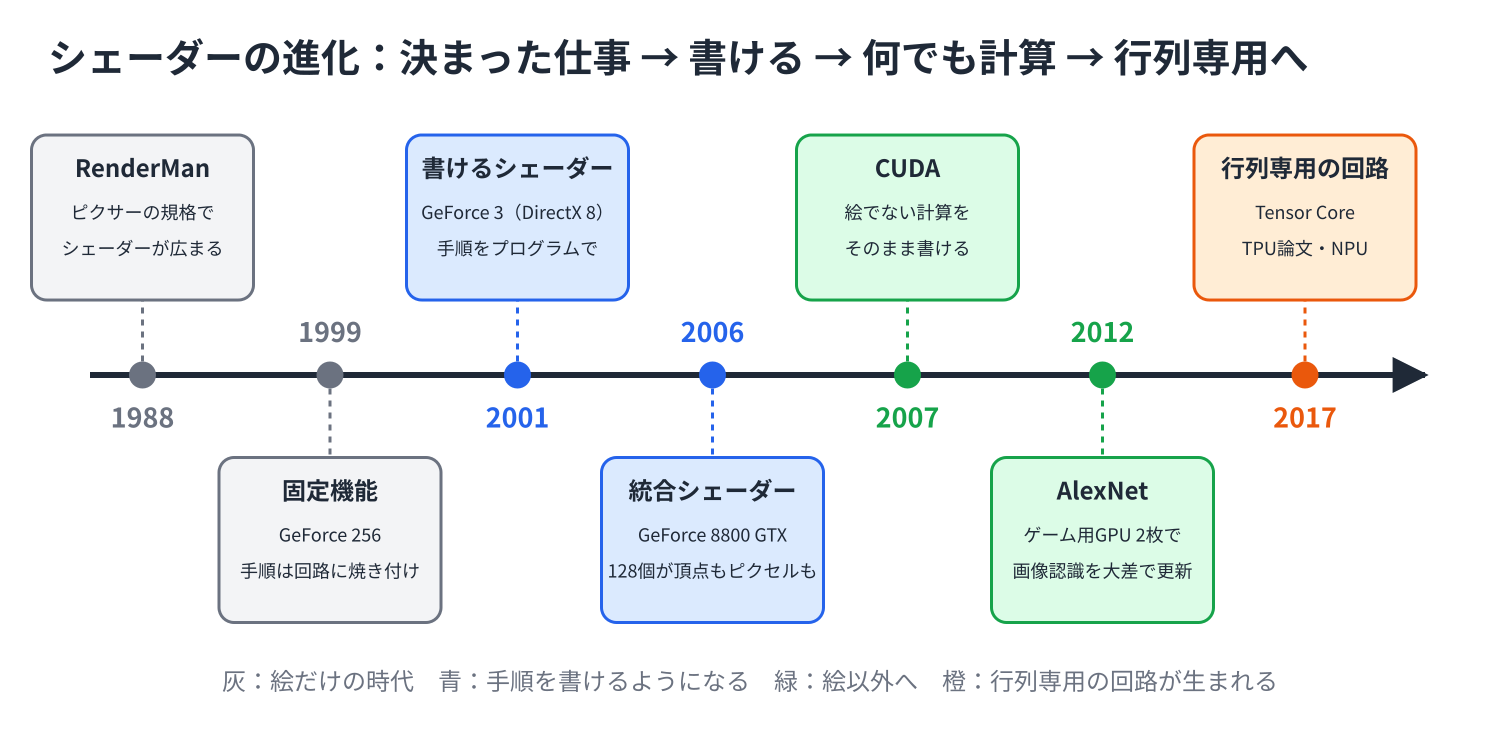 シェーダーの進化：決まった仕事 → 書ける → 何でも計算 → 行列専用へ
RenderMan
ピクサーの規格で
シェーダーが広まる
1988
1999
固定機能
GeForce 256
手順は回路に焼き付け
書けるシェーダー
GeForce 3（DirectX 8）
手順をプログラムで
2001
2006
統合シェーダー
GeForce 8800 GTX
128個が頂点もピクセルも
CUDA
絵でない計算を
そのまま書ける
2007
2012
AlexNet
ゲーム用GPU 2枚で
画像認識を大差で更新
行列専用の回路
Tensor Core
TPU論文・NPU
2017
灰：絵だけの時代　青：手順を書けるようになる　緑：絵以外へ　橙：行列専用の回路が生まれる